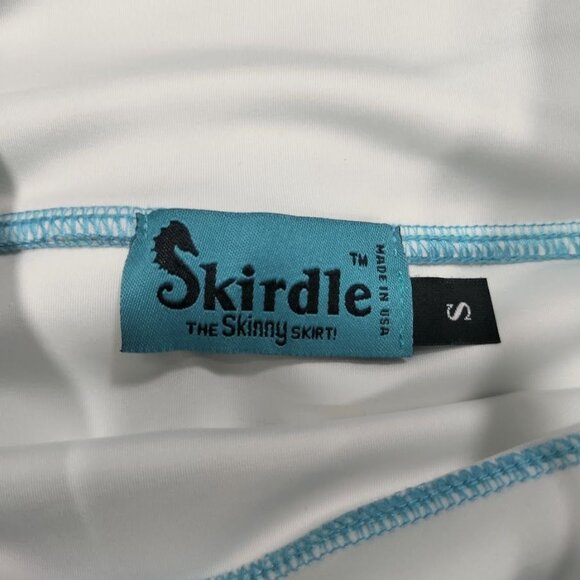 Skirdle™
THE Skinny SKIRT!
MADE IN USA
S